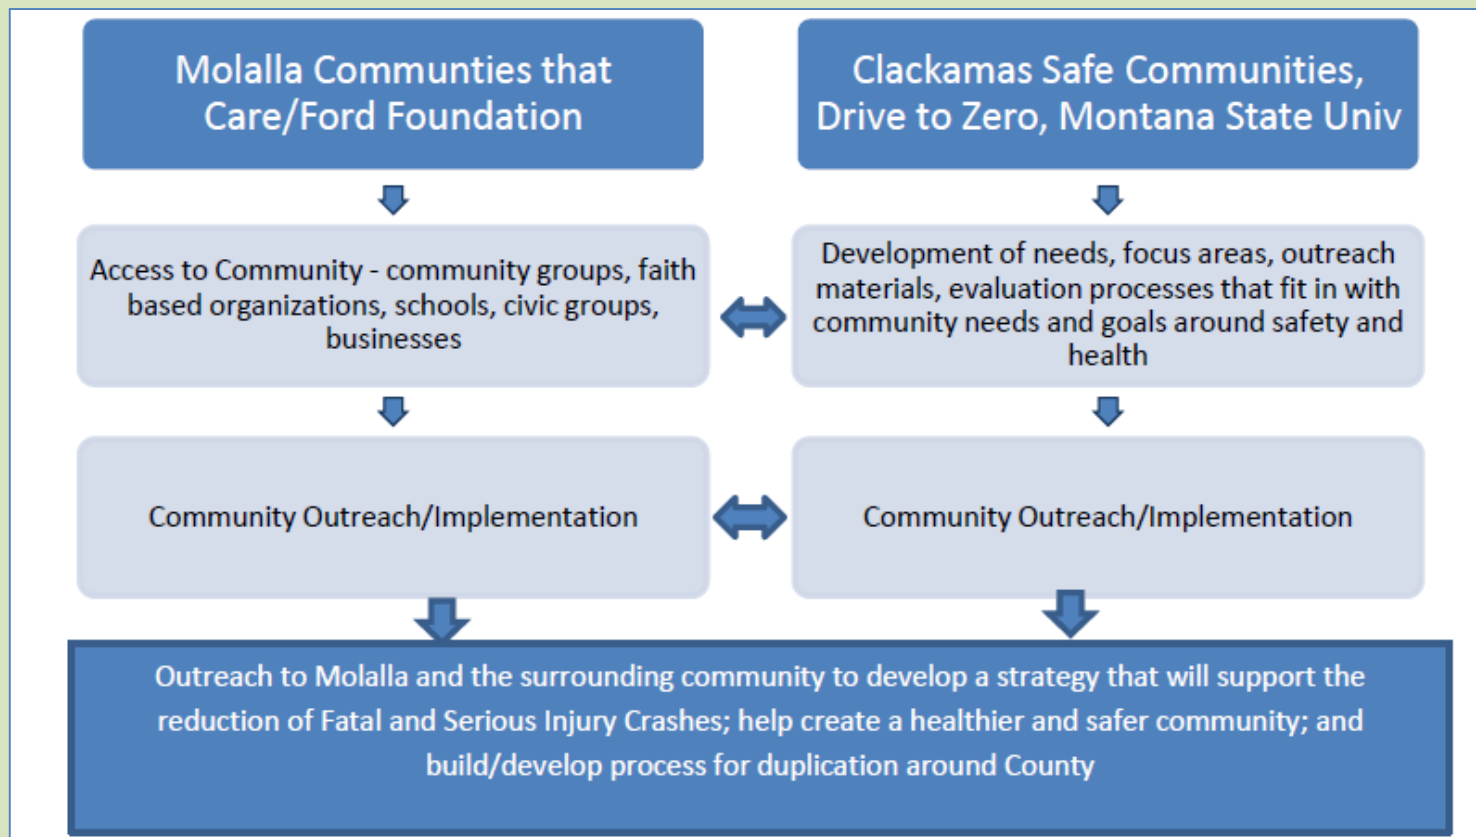 Molalla Communties that
Care/Ford Foundation
Clackamas Safe Communities,
Drive to Zero, Montana State Univ
Access to Community - community groups, faith
based organizations, schools, civic groups,
businesses
Development of needs, focus areas, outreach
materials, evaluation processes that fit in with
community needs and goals around safety and
health
Community Outreach/Implementation
Community Outreach/Implementation
Outreach to Molalla and the surrounding community to develop a strategy that will support the
reduction of Fatal and Serious Injury Crashes; help create a healthier and safer community; and
build/develop process for duplication around County